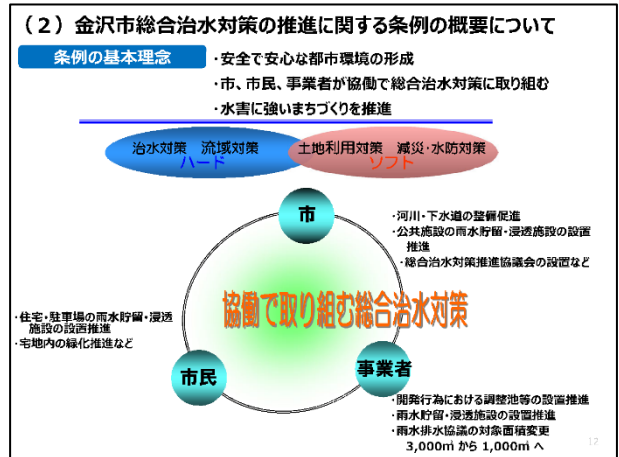 （２）金沢市総合治水対策の推進に関する条例の概要について
条例の基本理念
・安全で安心な都市環境の形成
・市、市民、事業者が協働で総合治水対策に取り組む
・水害に強いまちづくりを推進
治水対策　流域対策
ハード
土地利用対策　減災・水防対策
ソフト
市
・河川・下水道の整備促進
・公共施設の雨水貯留・浸透施設の設置
推進
・総合治水対策推進協議会の設置など
協働で取り組む総合治水対策
・住宅・駐車場の雨水貯留・浸透
施設の設置推進
・宅地内の緑化推進など
市民
事業者
・開発行為における調整池等の設置推進
・雨水貯留・浸透施設の設置推進
・雨水排水協議の対象面積変更
3,000㎡ から 1,000㎡ へ
17